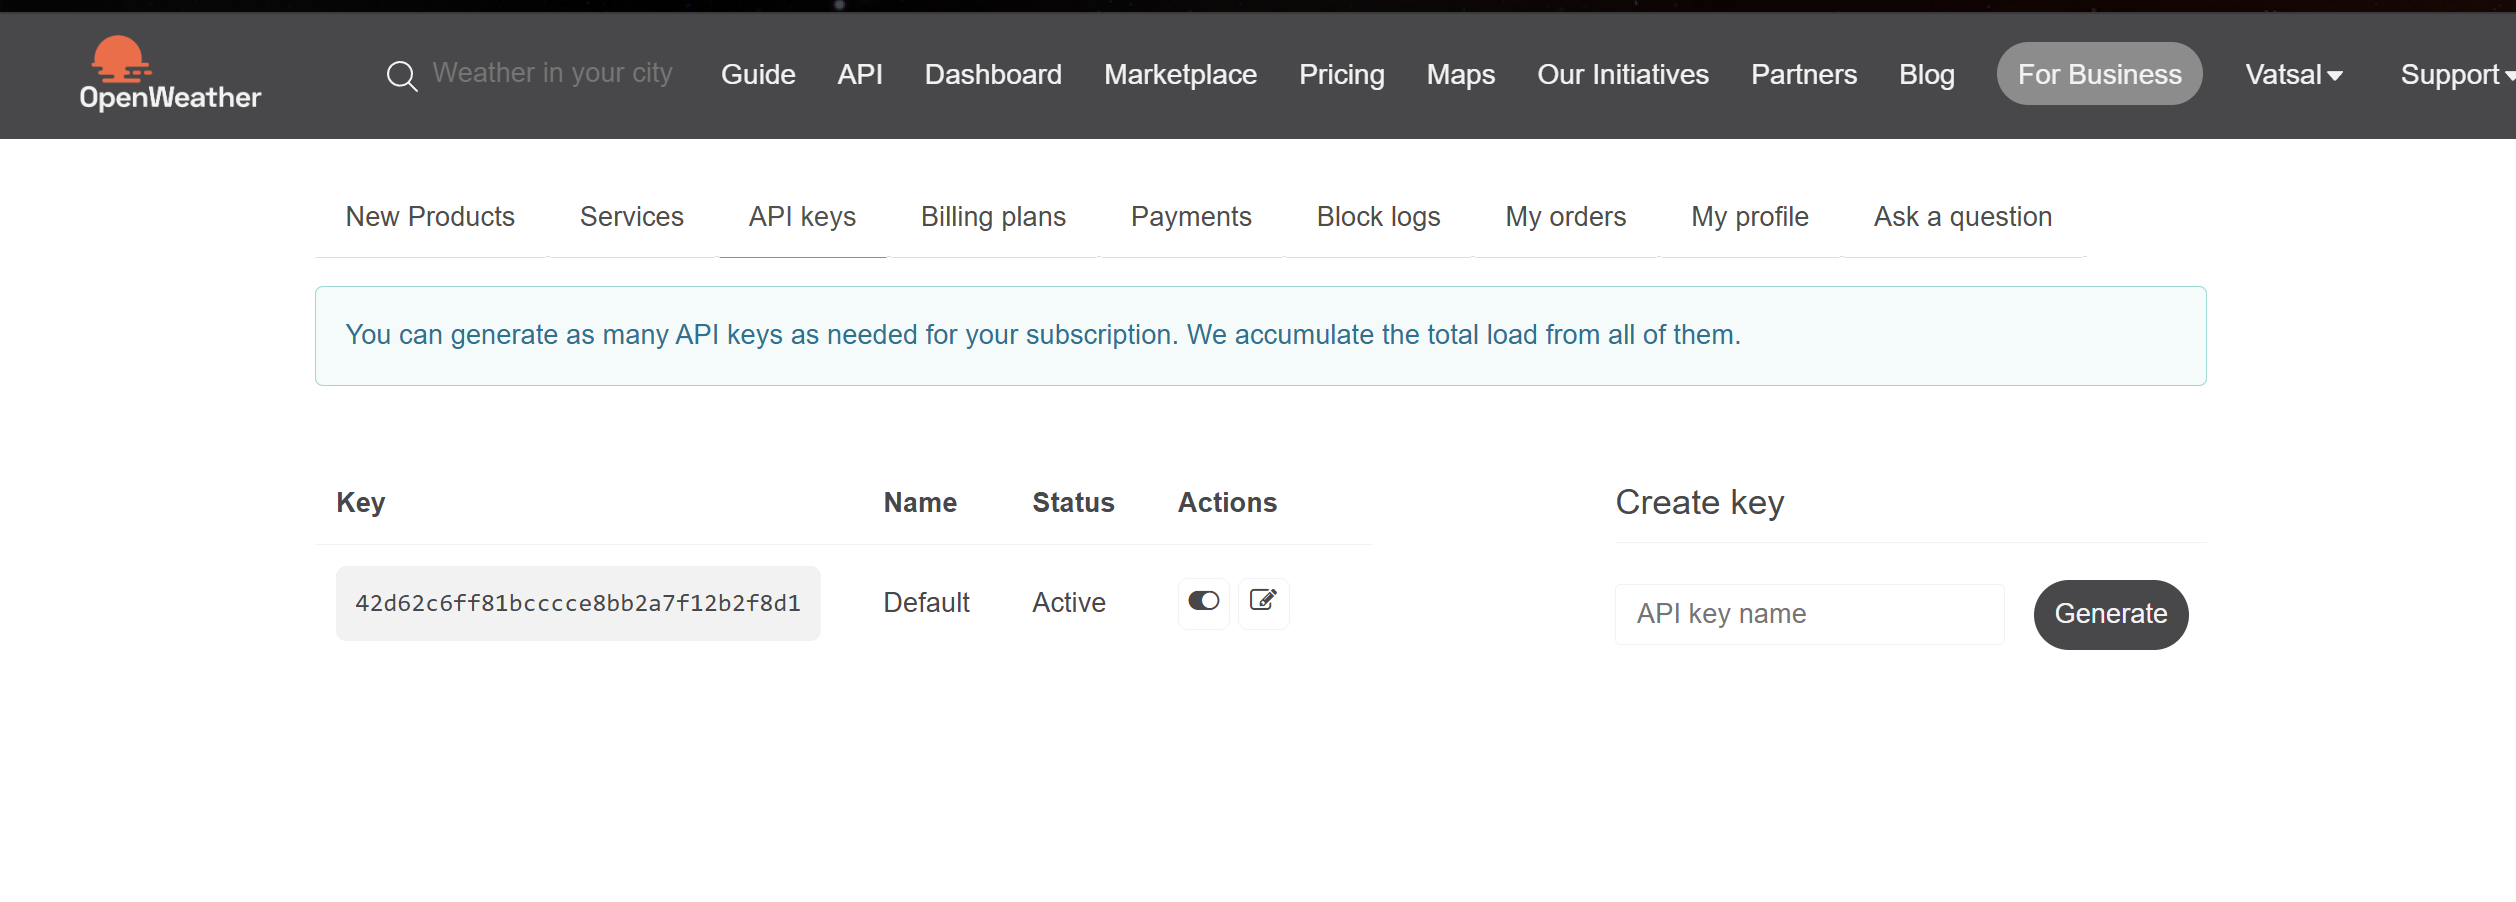 OpenWeather
Weather in your city
Guide
API
Dashboard
Marketplace
Pricing
Maps
Our Initiatives
Partners
Blog
For Business
Vatsal
Support
New Products
Services
API keys
Billing plans
Payments
Block logs
My orders
My profile
Ask a question
You can generate as many API keys as needed for your subscription. We accumulate the total load from all of them.
Key
Name
Status
Actions
42d62c6ff81bcccce8bb2a7f12b2f8d1
Default
Active
Create key
API key name
Generate